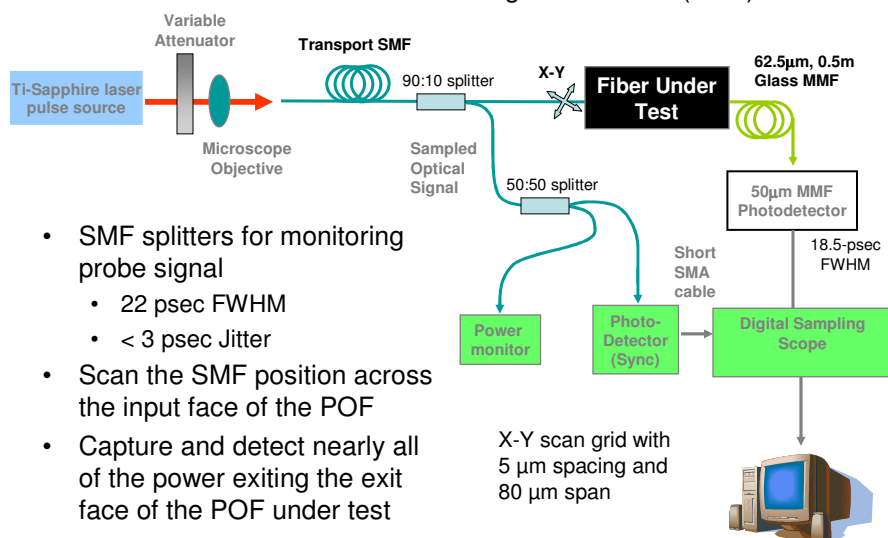 Variable
Attenuator
Transport SMF
62.5µm, 0.5m
Glass MMF
X-Y
90:10 splitter
Ti-Sapphire laser
pulse source
Fiber Under
Test
Microscope
Objective
Sampled
Optical
Signal
50:50 splitter
50µm MMF
Photodetector
18.5-psec
FWHM
Short
SMA
cable
• SMF splitters for monitoring
probe signal
• 22 psec FWHM
• < 3 psec Jitter
• Scan the SMF position across
the input face of the POF
• Capture and detect nearly all
of the power exiting the exit
face of the POF under test
Power
monitor
Photo-
Detector
(Sync)
Digital Sampling
Scope
X-Y scan grid with
5 µm spacing and
80 µm span